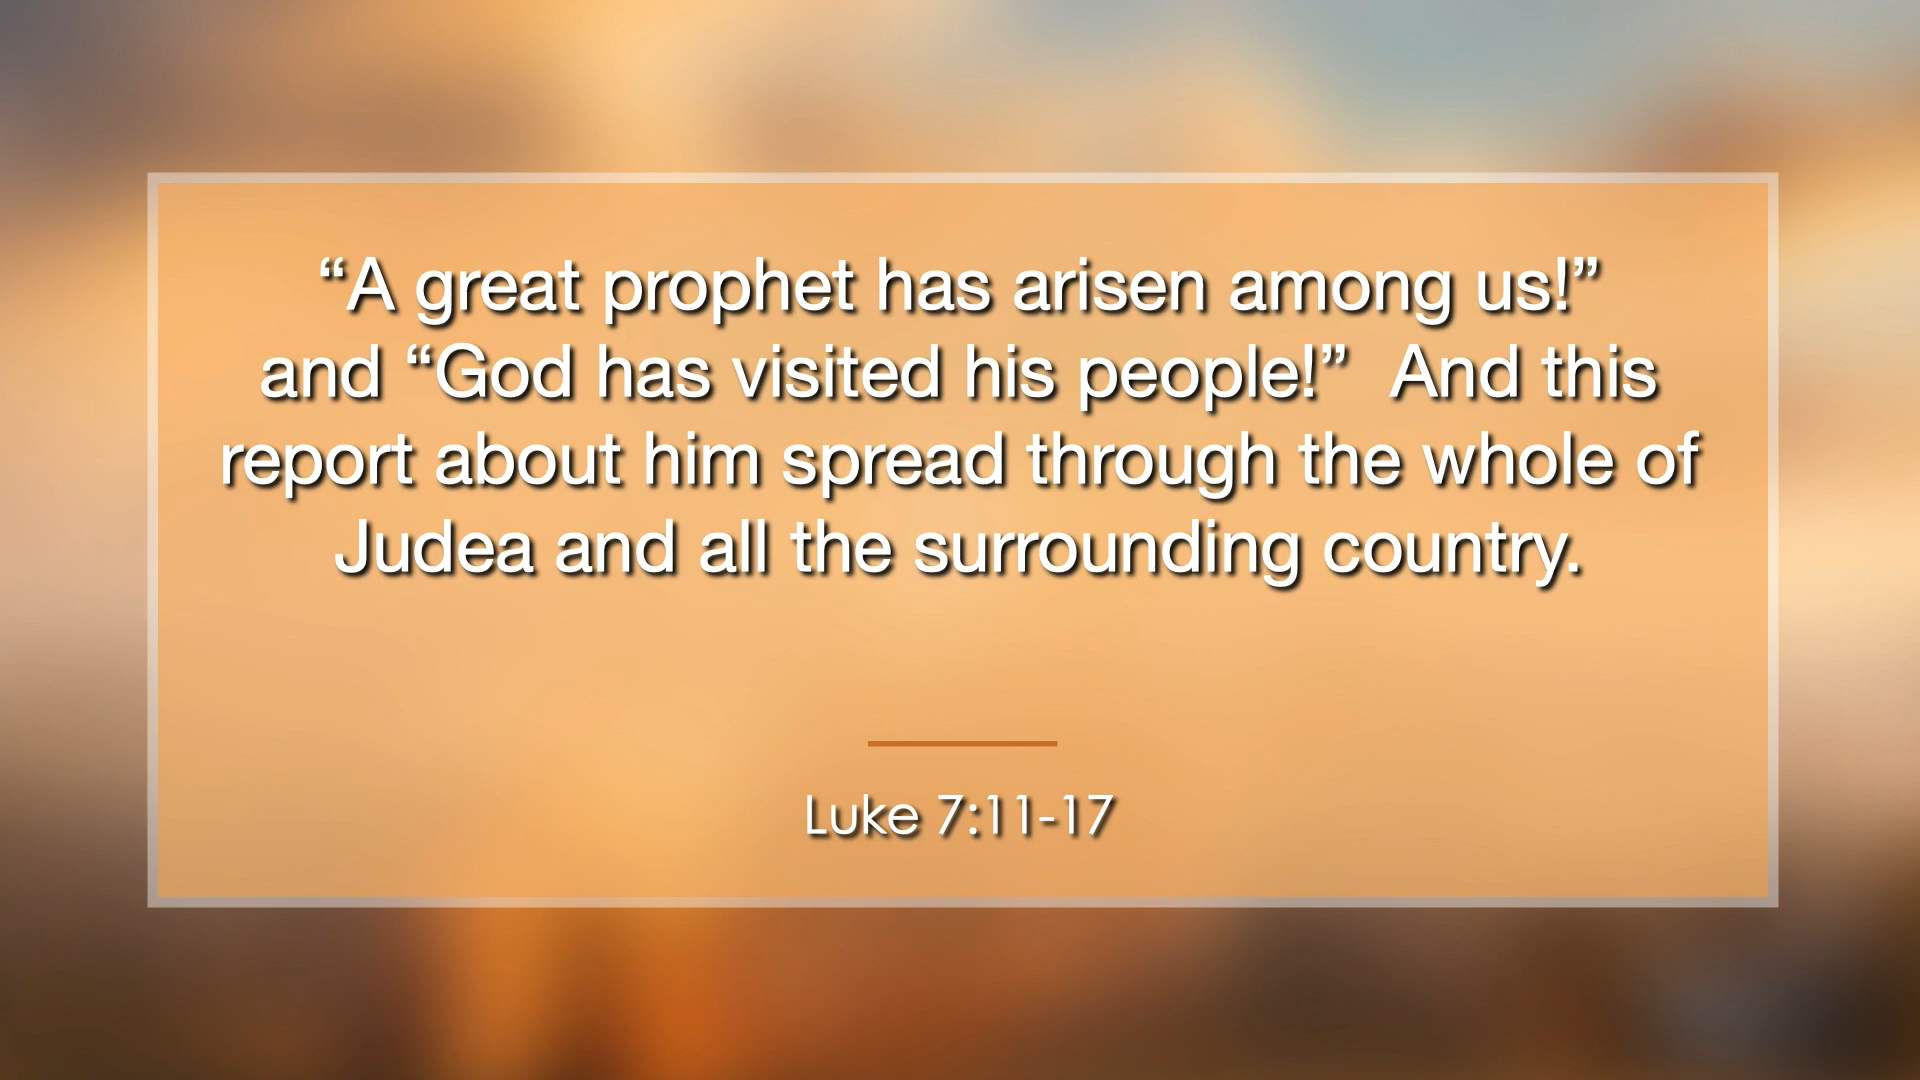 “A great prophet has arisen among us!”
and “God has visited his people!”  And this
report about him spread through the whole of
Judea and all the surrounding country.
Luke 7:11-17